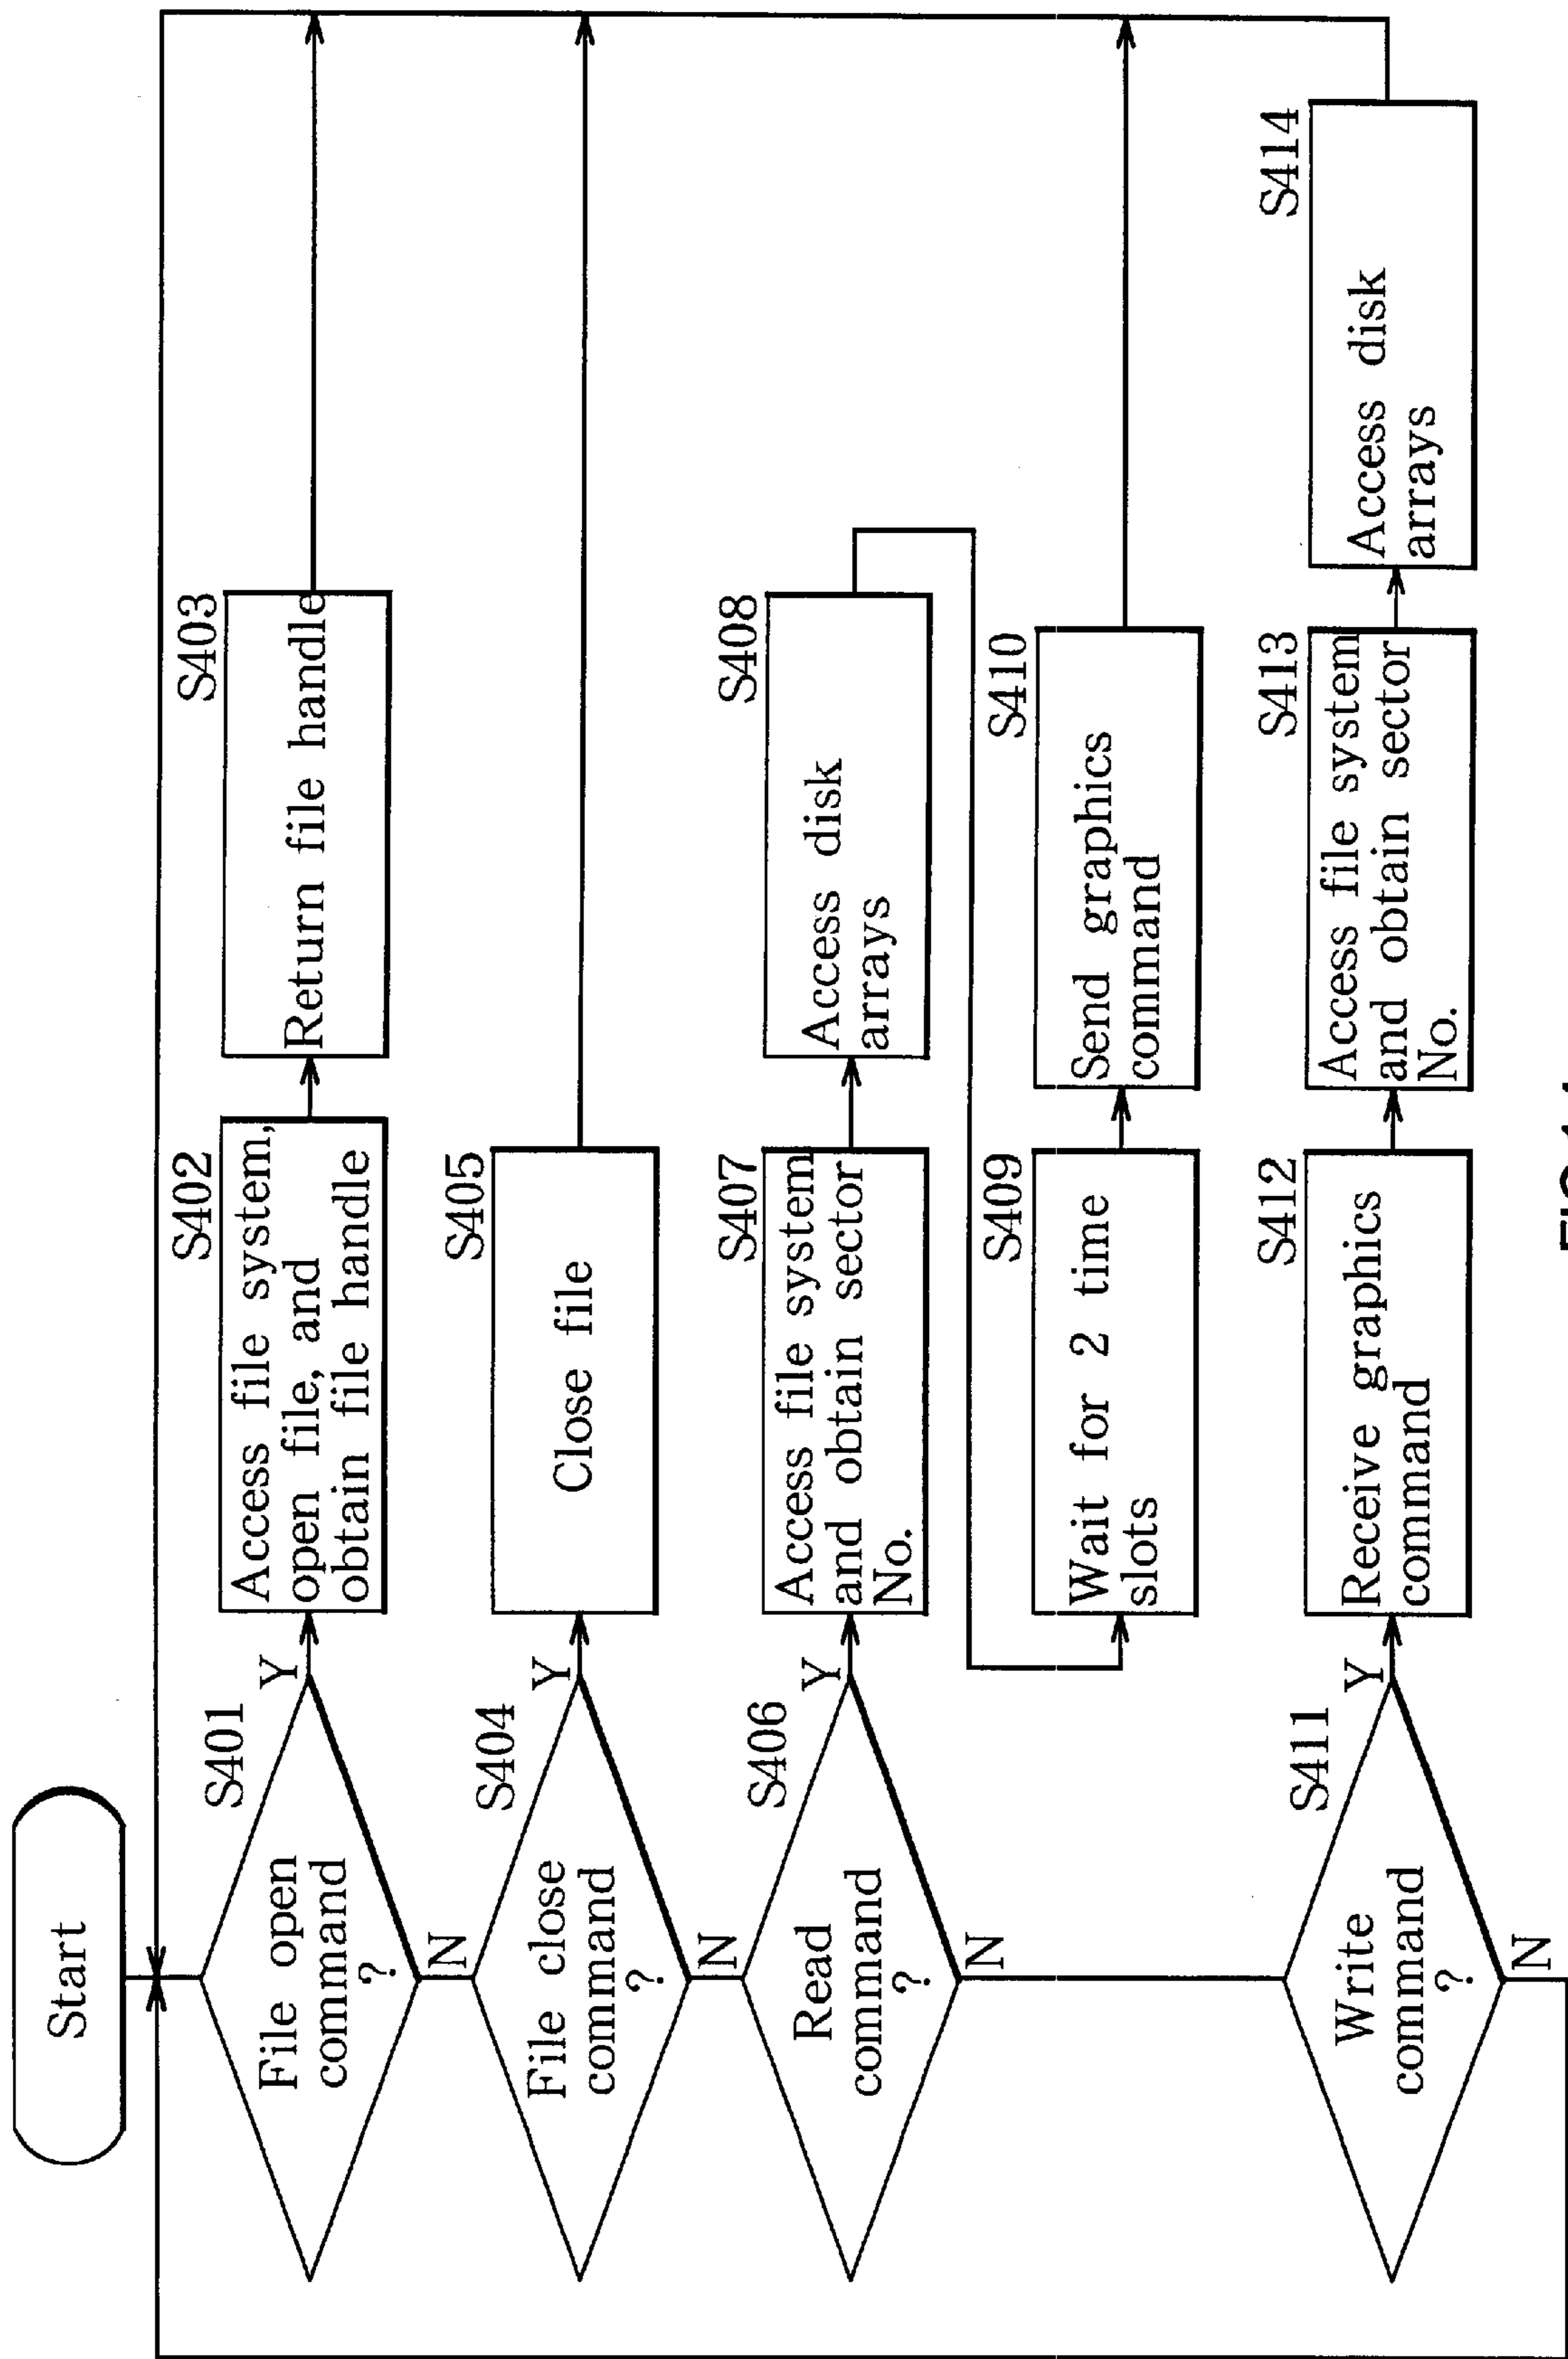 Start
S401
File open
command
?
Y
N
S402
Access file system,
open file, and
obtain file handle
S403
Return file handle
S404
File close
command
?
Y
N
S405
Close file
S406
Read
command
?
Y
N
S407
Access file system
and obtain sector
No.
S408
Access disk
arrays
S409
Wait for 2 time
slots
S410
Send graphics
command
S411
Write
command
?
Y
N
S412
Receive graphics
command
S413
Access file system
and obtain sector
No.
S414
Access disk
arrays